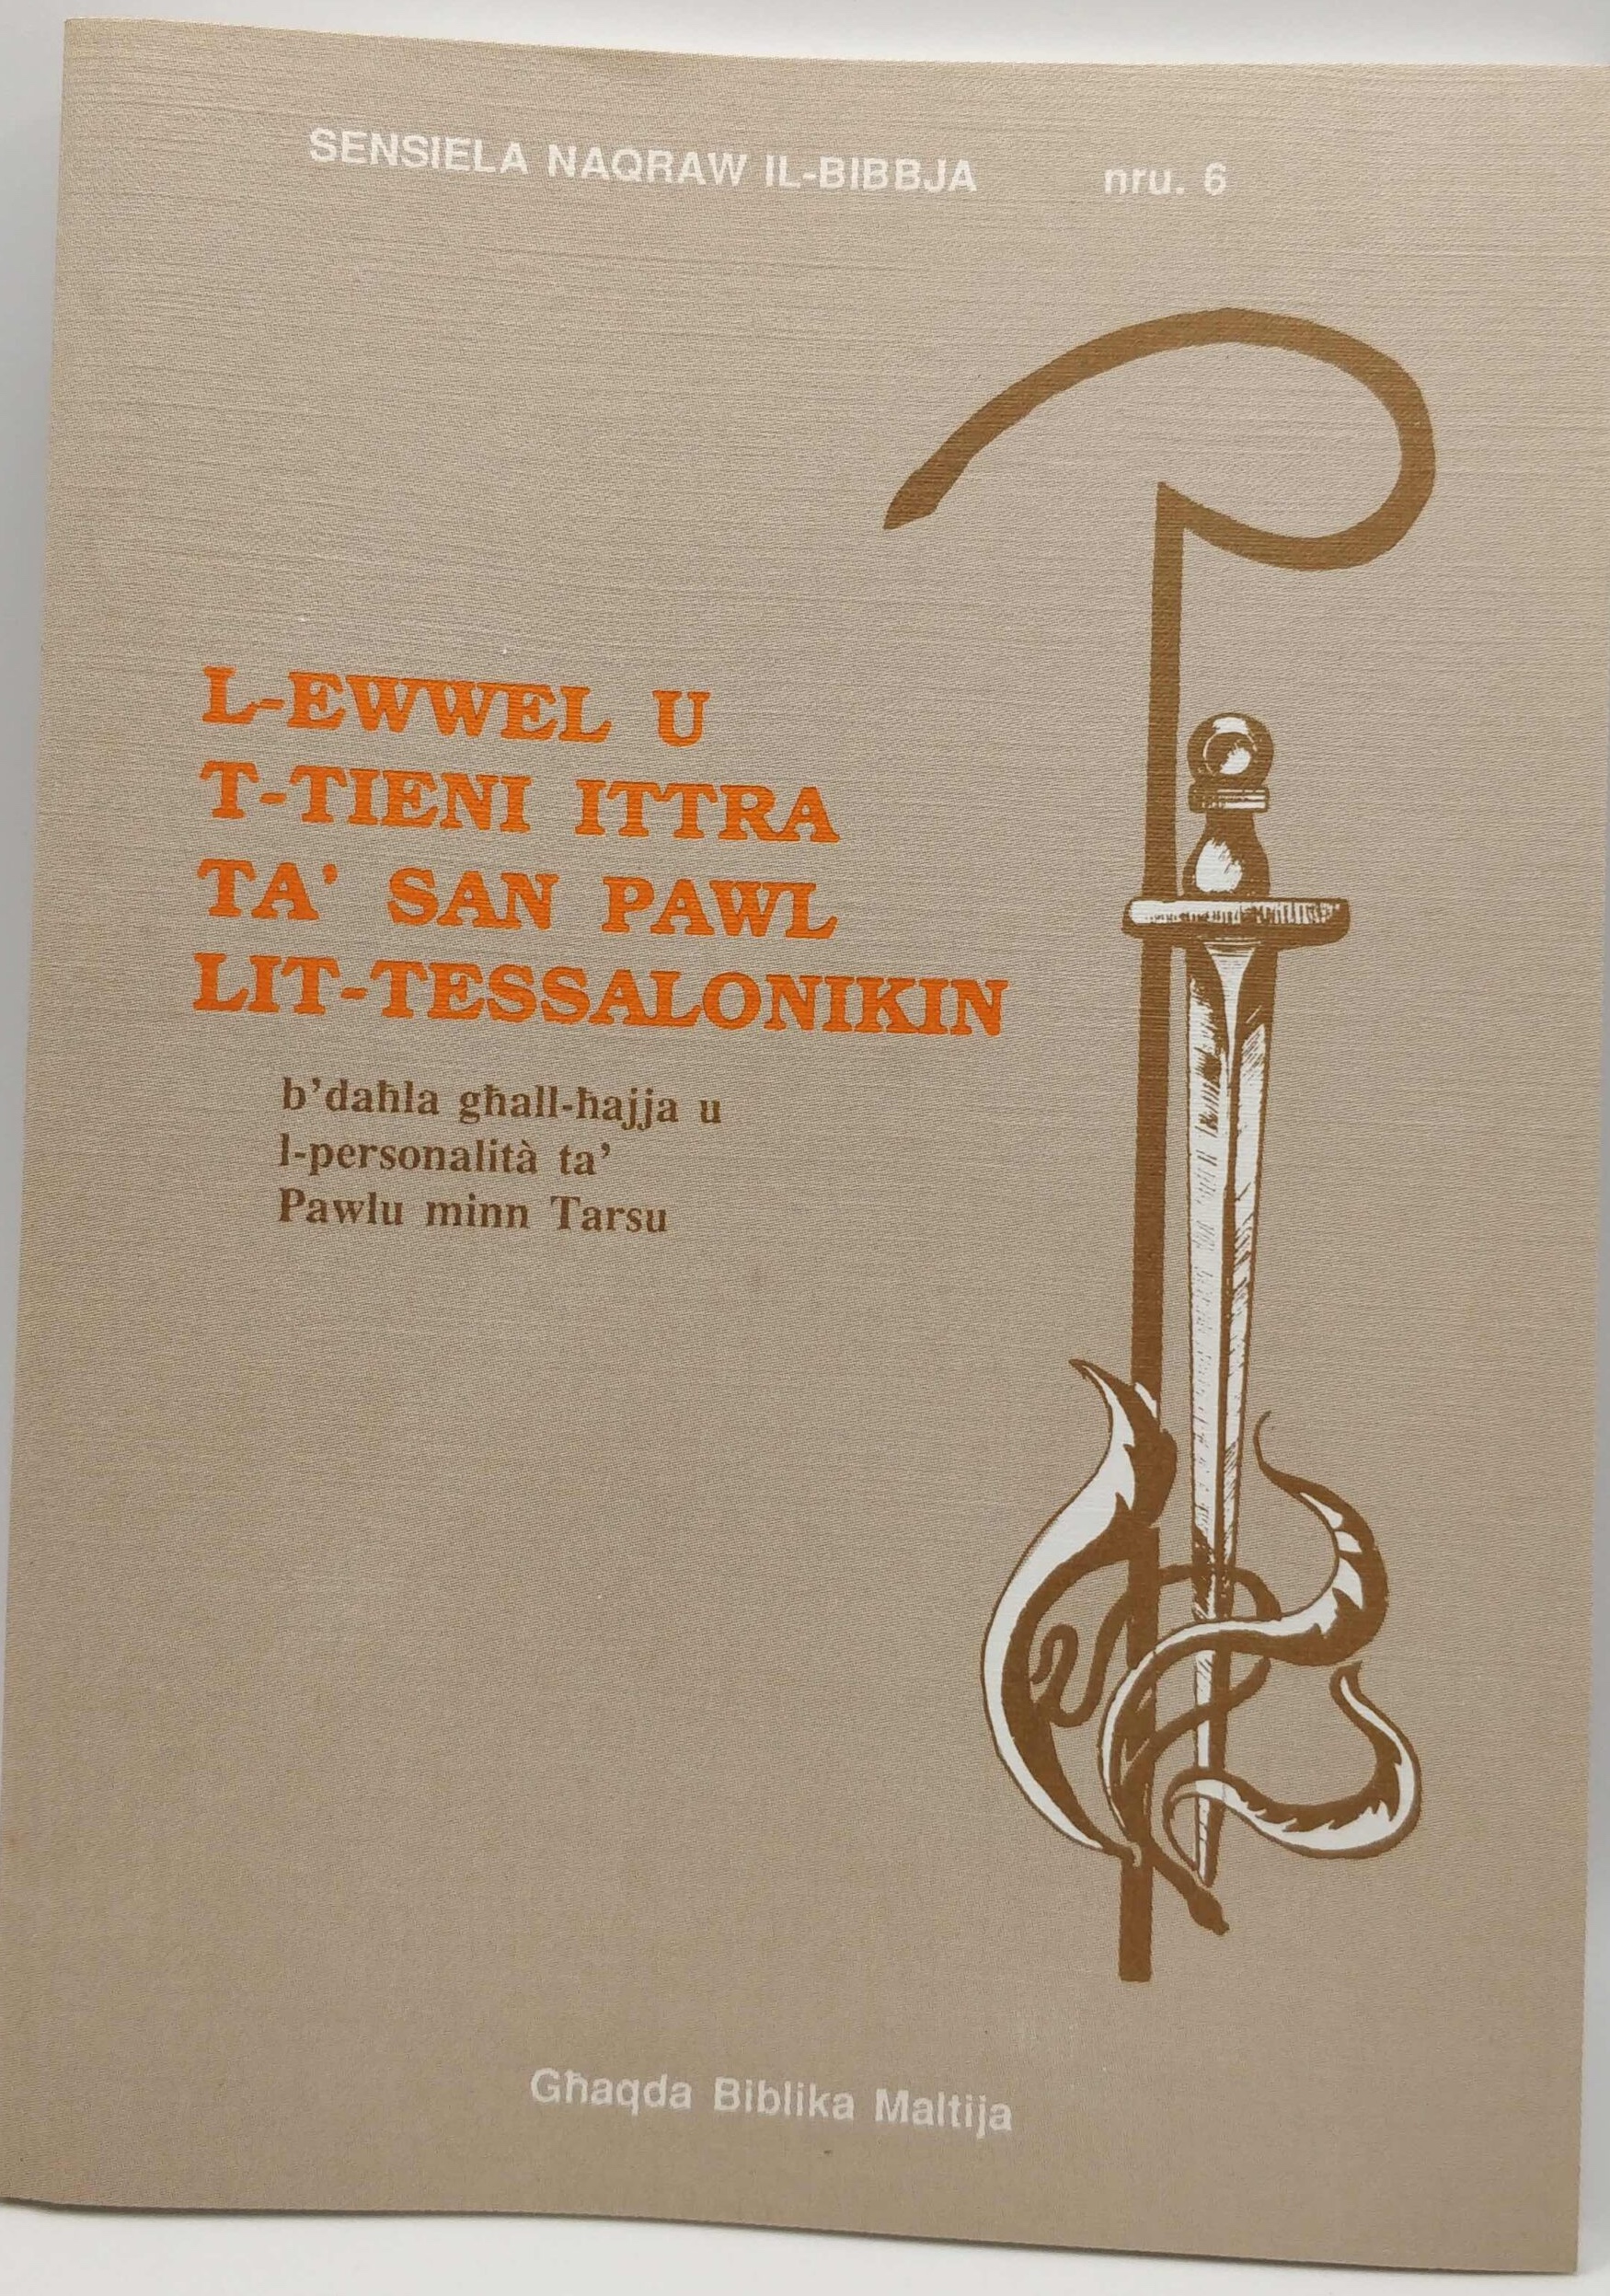 SENSIELA NAQRAW IL-BIBBJA nru. 6
L-EWWEL U
T-TIENI ITTRA
TA' SAN PAWL
LIT-TESSALONIKIN
b'daħla għall-ħajja u
l-personalità ta'
Pawlu minn Tarsu
Għaqda Biblika Maltija